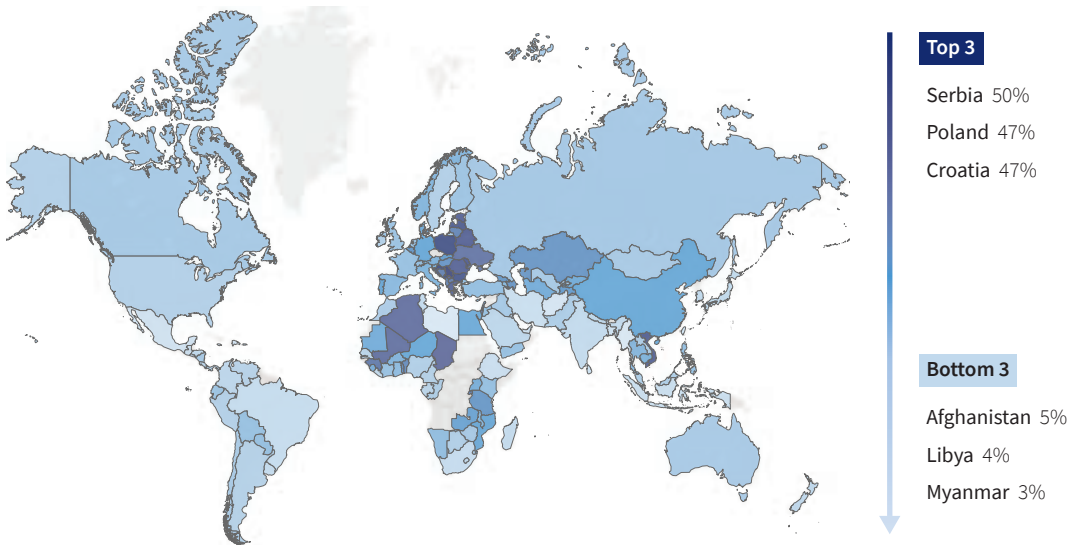 Top 3
Serbia 50%
Poland 47%
Croatia 47%
Bottom 3
Afghanistan 5%
Libya 4%
Myanmar 3%